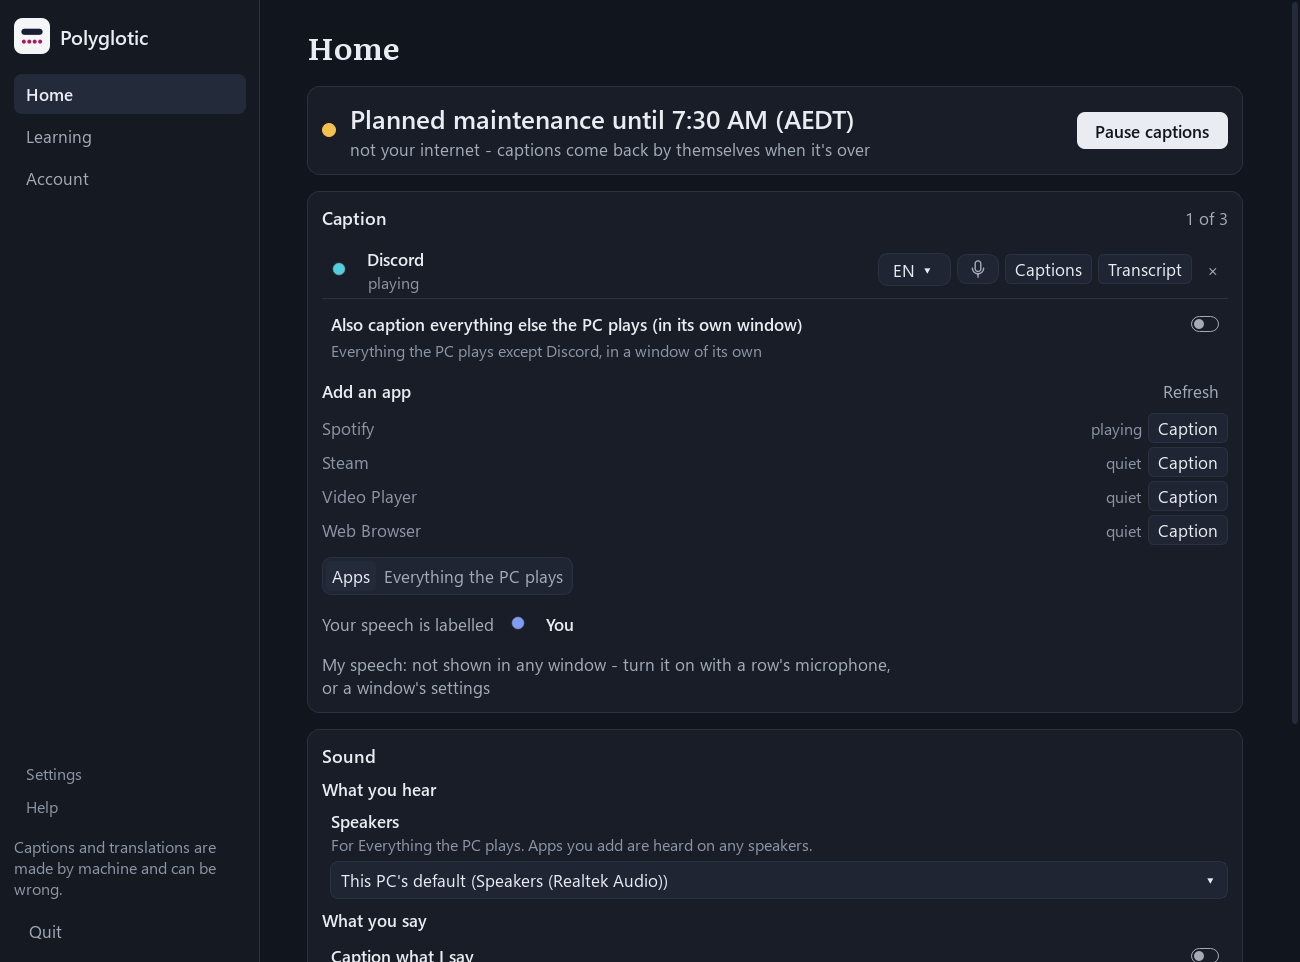 Polyglotic
Home
Learning
Account
Settings
Help
Captions and translations are
made by machine and can be
wrong.
Quit
Home
Planned maintenance until 7:30 AM (AEDT)
not your internet - captions come back by themselves when it's over
Pause captions
Caption
1 of 3
Discord
playing
EN
Captions
Transcript
Also caption everything else the PC plays (in its own window)
Everything the PC plays except Discord, in a window of its own
Add an app
Refresh
Spotify
playing
Caption
Steam
quiet
Caption
Video Player
quiet
Caption
Web Browser
quiet
Caption
Apps
Everything the PC plays
Your speech is labelled
You
My speech: not shown in any window - turn it on with a row's microphone,
or a window's settings
Sound
What you hear
Speakers
For Everything the PC plays. Apps you add are heard on any speakers.
This PC's default (Speakers (Realtek Audio))
What you say
Caption what I say